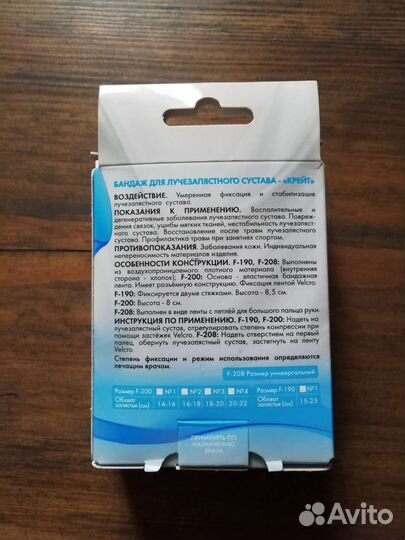 БАНДАЖ ДЛЯ ЛУЧЕЗАПЯСТНОГО СУСТАВА - «КРЕЙТ»
ВОЗДЕЙСТВИЕ. Умеренная фиксация и стабилизация
лучезапястного сустава.
ПОКАЗАНИЯ К ПРИМЕНЕНИЮ. Воспалительные и
дегенеративные заболевания лучезапястного сустава. Повреж-
дения связок, ушибы мягких тканей, нестабильность лучезапяст-
ного сустава. Восстановление после травм лучезапястного
сустава. Профилактика травм при занятиях спортом.
ПРОТИВОПОКАЗАНИЯ. Заболевания кожи. Индивидуальная
непереносимость материалов изделия.
ОСОБЕННОСТИ КОНСТРУКЦИИ. F-190, F-208: Выполнены
из воздухопроницаемого плотного материала (внутренняя
сторона - хлопок); F-200: Основа - эластичная бандажная
лента. Имеет разъёмную конструкцию. Фиксация лентой Velcro.
F-190: Фиксируется двумя стяжками. Высота - 8,5 см.
F-200: Высота - 8 см.
F-208: Выполнен в виде ленты с петлёй для большого пальца руки.
ИНСТРУКЦИЯ ПО ПРИМЕНЕНИЮ. F-190, F-200: Надеть на
лучезапястный сустав, отрегулировать степень компрессии при
помощи застёжек Velcro. F-208: Надеть отверстием на первый
палец, обернуть лучезапястный сустав, застегнуть на ленту
Velcro.
Степень фиксации и режим использования определяются
лечащим врачам.
F-208 Размер универсальный
Размер F-200 №1 №2 №3 №4 Размер F-190 №1
Обхват запястья (см) 14-16 16-18 18-20 20-22 Обхват запястья (см) 15-23
ПРИМЕНЯТЬ ПО
НАЗНАЧЕНИЮ
ВРАЧА
Avito